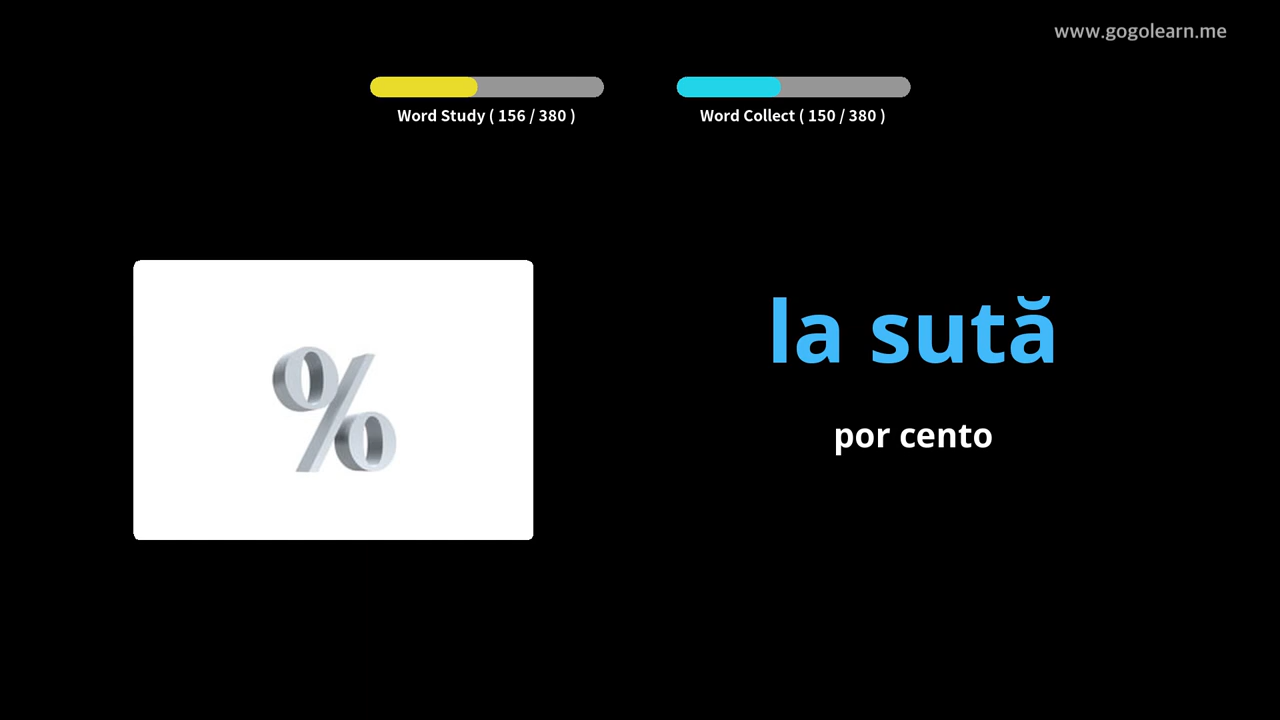 www.gogolearn.me
Word Study ( 156 / 380 )
Word Collect ( 150 / 380 )
%
la sută
por cento